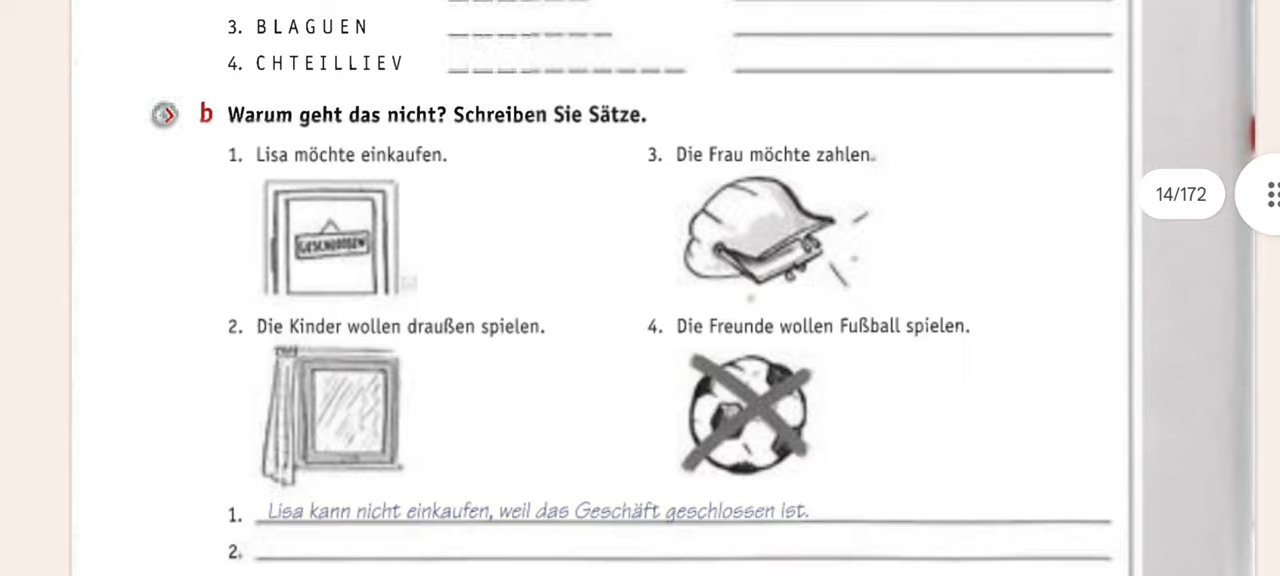 3. BLAGUEN
4. CHTEILLIEV
b Warum geht das nicht? Schreiben Sie Sätze.
1. Lisa möchte einkaufen.
3. Die Frau möchte zahlen.
GESCHLOSSEN
14/172
2. Die Kinder wollen draußen spielen.
4. Die Freunde wollen Fußball spielen.
1. Lisa kann nicht einkaufen, weil das Geschäft geschlossen ist.
2.